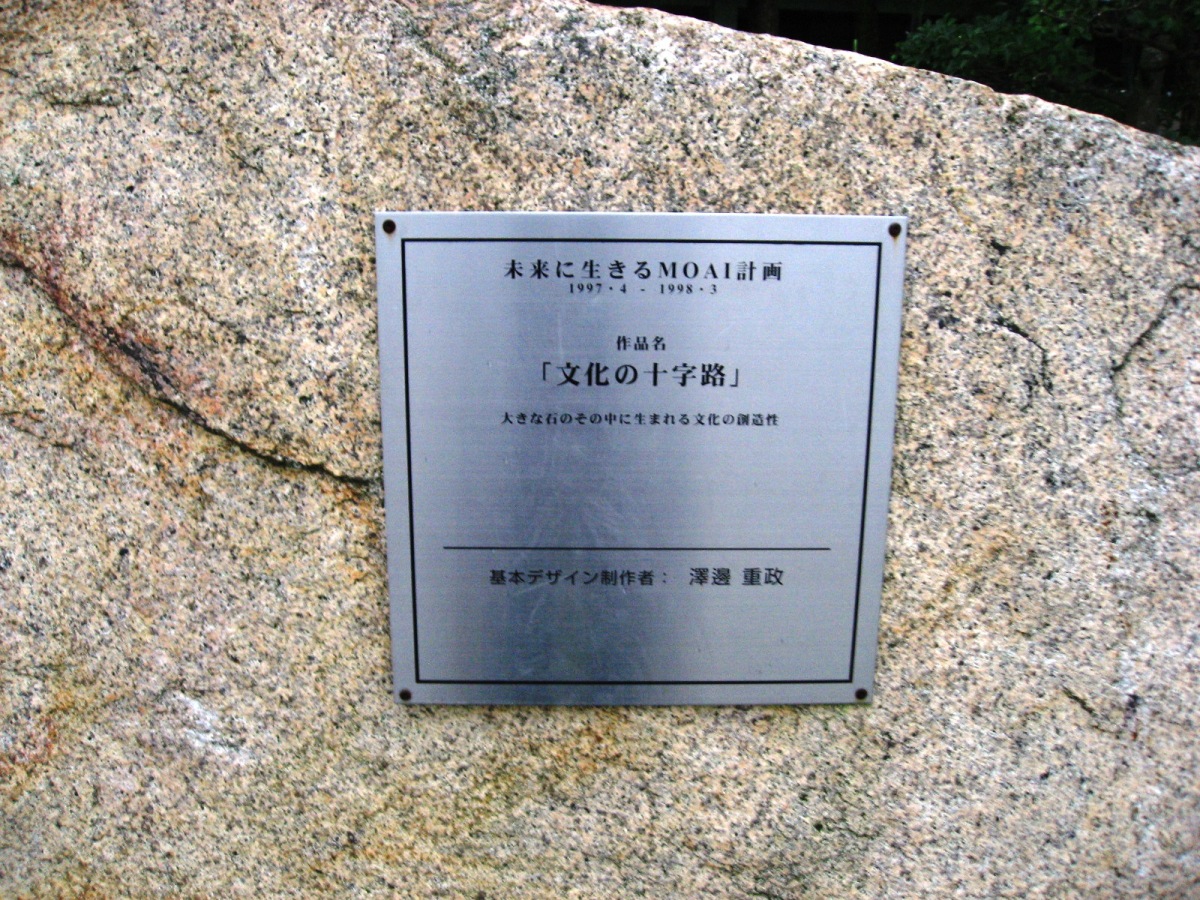 未来に生きるMOAI計画
1997・4 - 1998・3
作品名
「文化の十字路」
大きな石のその中に生まれる文化の創造性
基本デザイン制作者： 澤邊 重政